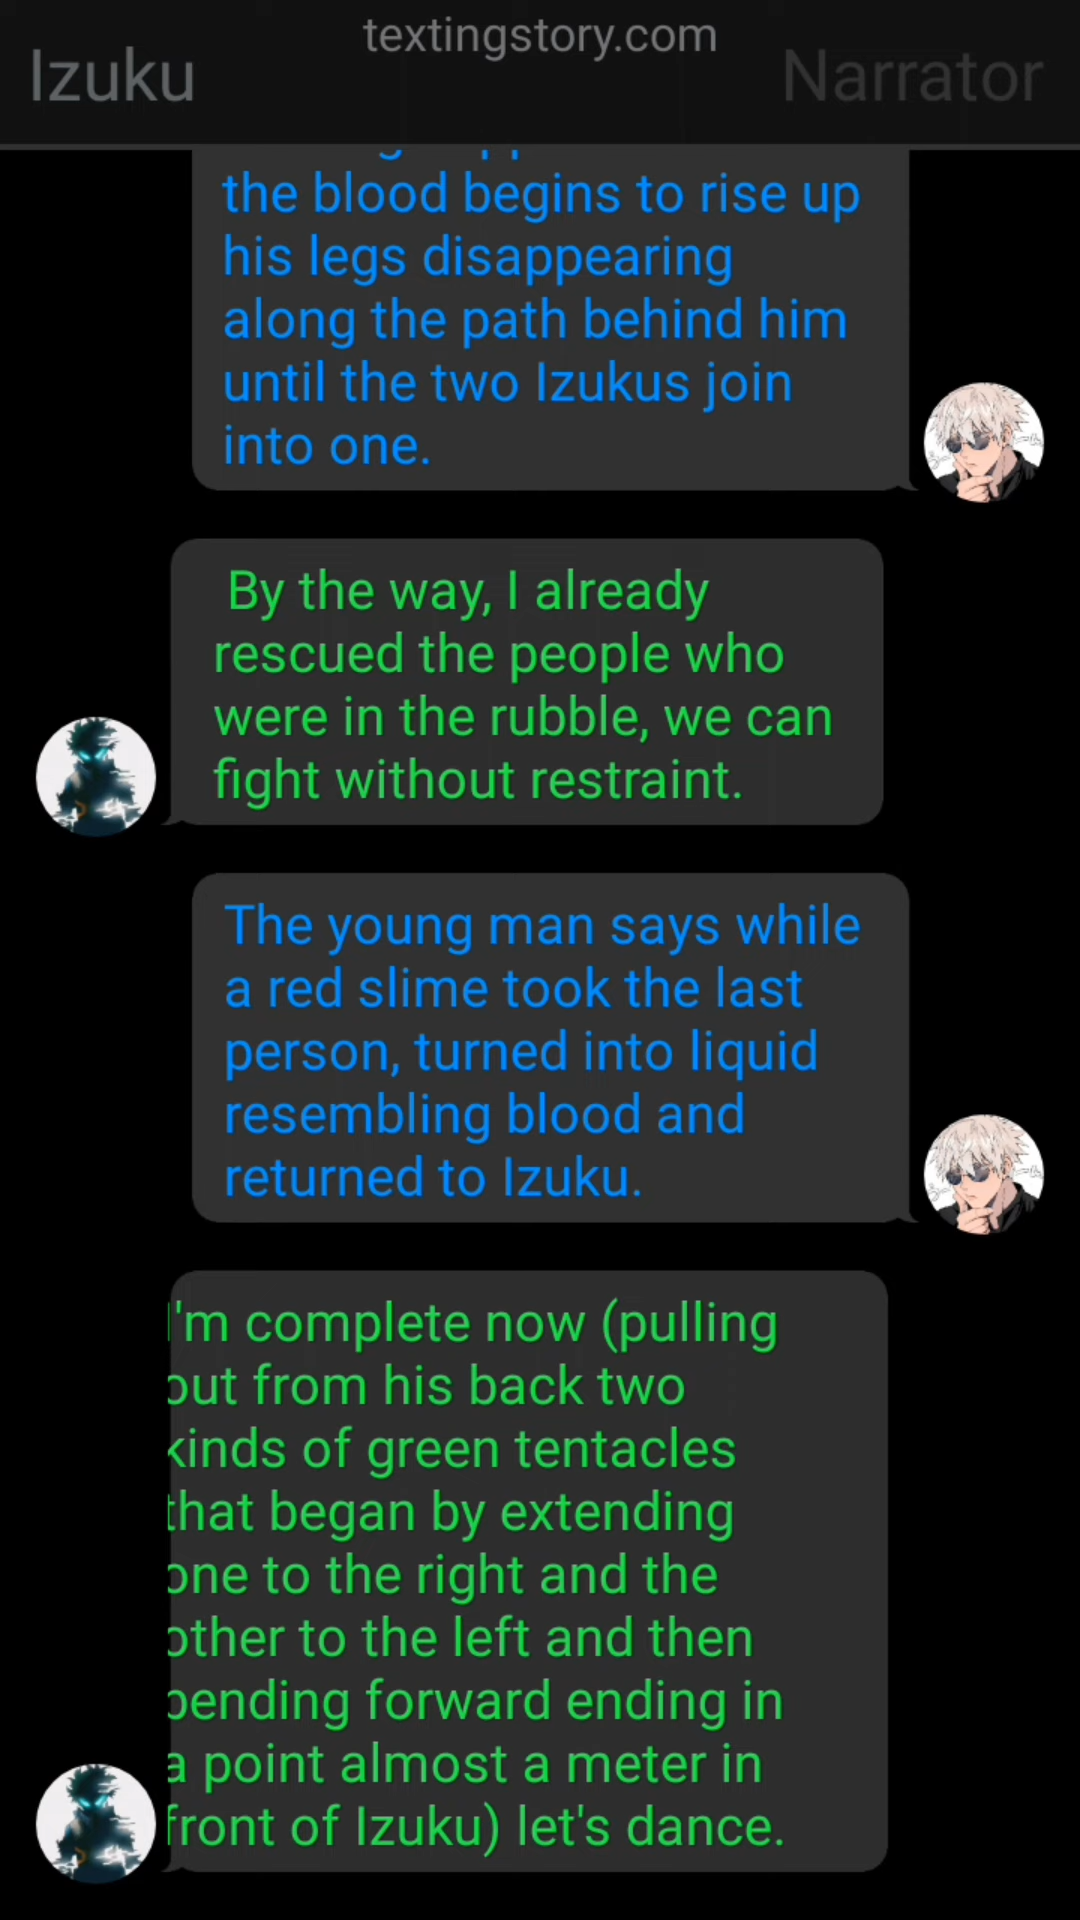 textingstory.com
Izuku
Narrator
the blood begins to rise up
his legs disappearing
along the path behind him
until the two Izukus join
into one.
By the way, I already
rescued the people who
were in the rubble, we can
fight without restraint.
The young man says while
a red slime took the last
person, turned into liquid
resembling blood and
returned to Izuku.
I'm complete now (pulling
out from his back two
kinds of green tentacles
that began by extending
one to the right and the
other to the left and then
bending forward ending in
a point almost a meter in
front of Izuku) let's dance.